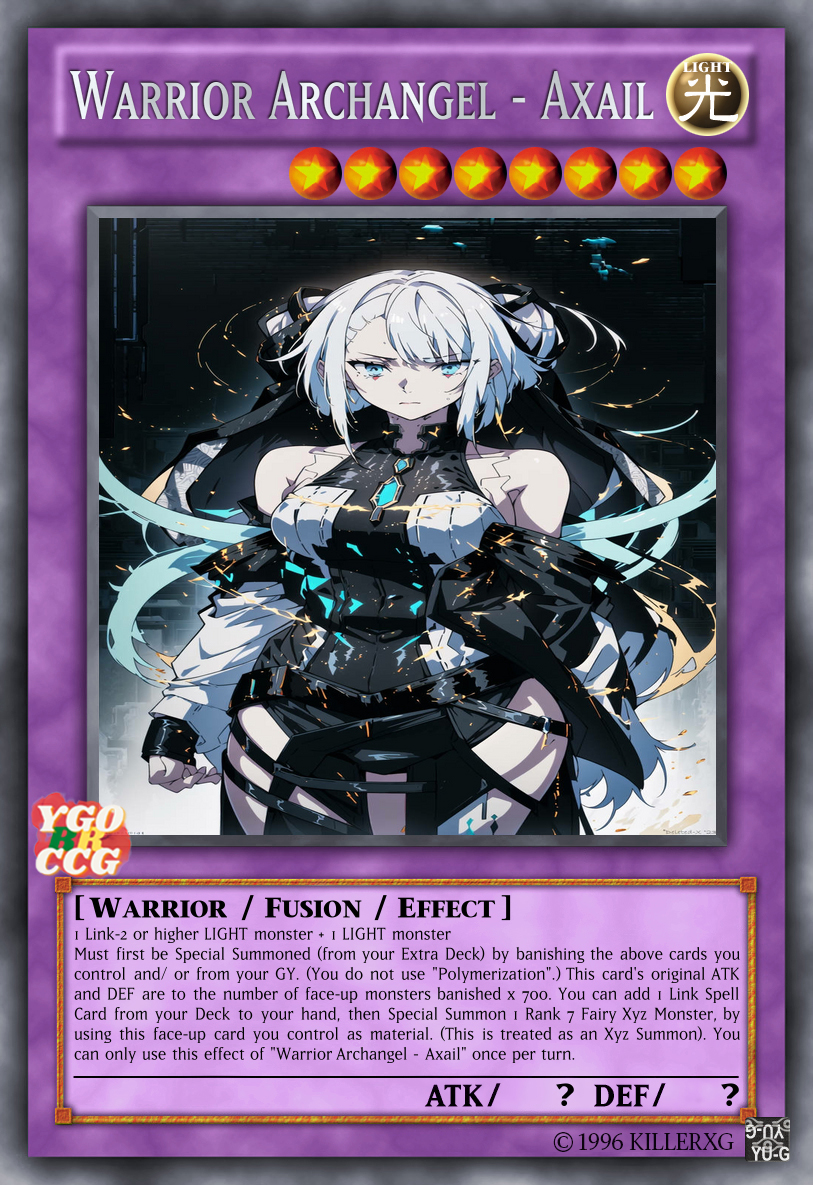 WARRIOR ARCHANGEL - AXAIL
LIGHT
光
YGO
RR
CCG
[ WARRIOR / FUSION / EFFECT ]
1 Link-2 or higher LIGHT monster + 1 LIGHT monster
Must first be Special Summoned (from your Extra Deck) by banishing the above cards you
control and/ or from your GY. (You do not use "Polymerization".) This card's original ATK
and DEF are to the number of face-up monsters banished x 700. You can add 1 Link Spell
Card from your Deck to your hand, then Special Summon 1 Rank 7 Fairy Xyz Monster, by
using this face-up card you control as material. (This is treated as an Xyz Summon). You
can only use this effect of "Warrior Archangel - Axail" once per turn.
ATK/ ? DEF/ ?
© 1996 KILLERXG
YU-G
YU-G